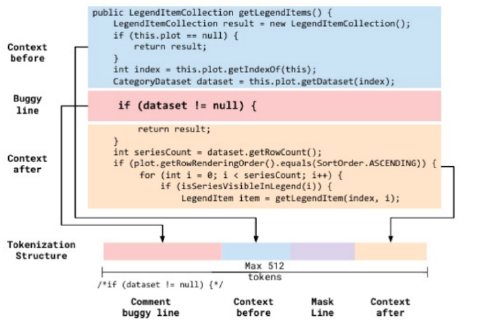 public LegendItemCollection getLegendItems() {
LegendItemCollection result = new LegendItemCollection();
if (this.plot == null) {
return result;
}
int index = this.plot.getIndexOf(this);
CategoryDataset dataset = this.plot.getDataset(index);
Context
before
Buggy
line
if (dataset != null) {
Context
after
return result;
}
int seriesCount = dataset.getRowCount();
if (plot.getRowRenderingOrder().equals(SortOrder.ASCENDING)) {
for (int i = 0; i < seriesCount; i++) {
if (isSeriesVisibleInLegend(i)) {
LegendItem item = getLegendItem(index, i);
Tokenization
Structure
Max 512
tokens
/*if (dataset != null) {*/
Comment
buggy line
Context
before
Mask
Line
Context
after